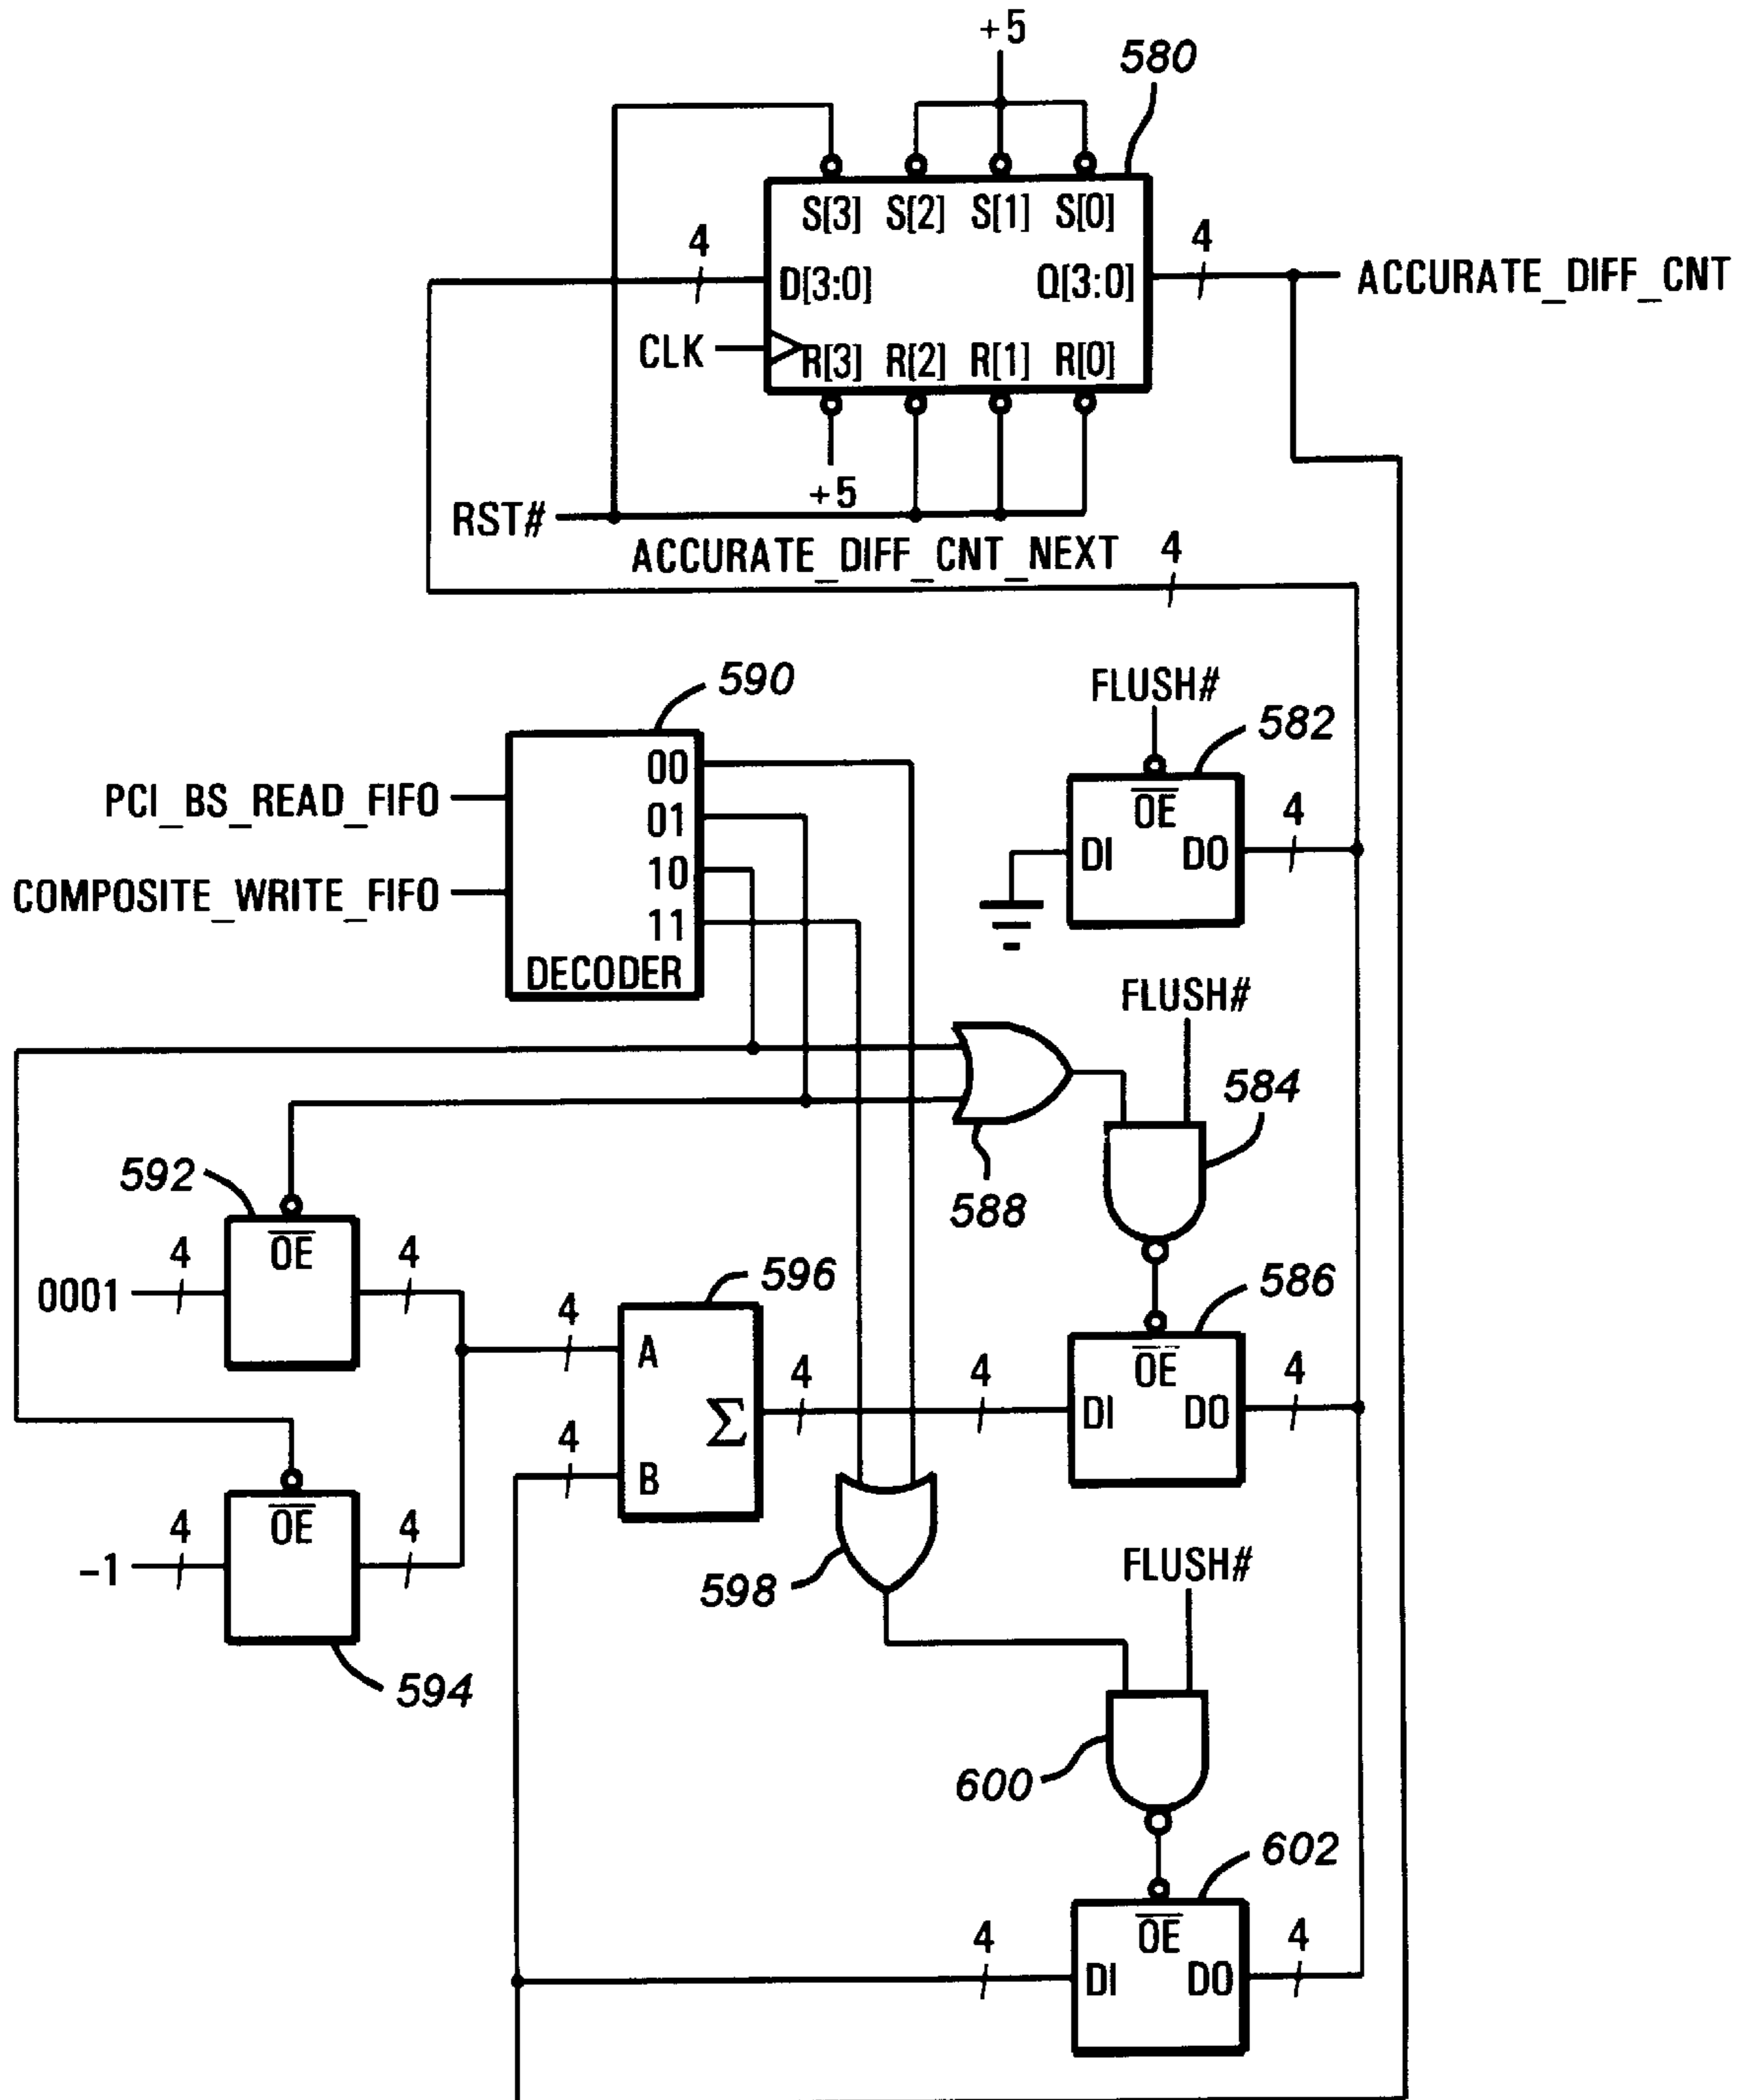 +5
580
S[3] S[2] S[1] S[0]
4
D[3:0]
Q[3:0]
4
ACCURATE_DIFF_CNT
CLK
R[3] R[2] R[1] R[0]
+5
RST#
ACCURATE_DIFF_CNT_NEXT
4
590
FLUSH#
582
PCI_BS_READ_FIFO
COMPOSITE_WRITE_FIFO
00
01
10
11
DECODER
OE
DI
DO
4
FLUSH#
584
588
592
OE
0001
4
4
596
4
A
Σ
4
4
B
4
586
OE
DI
DO
4
OE
-1
4
4
594
598
FLUSH#
600
602
OE
4
DI
DO
4